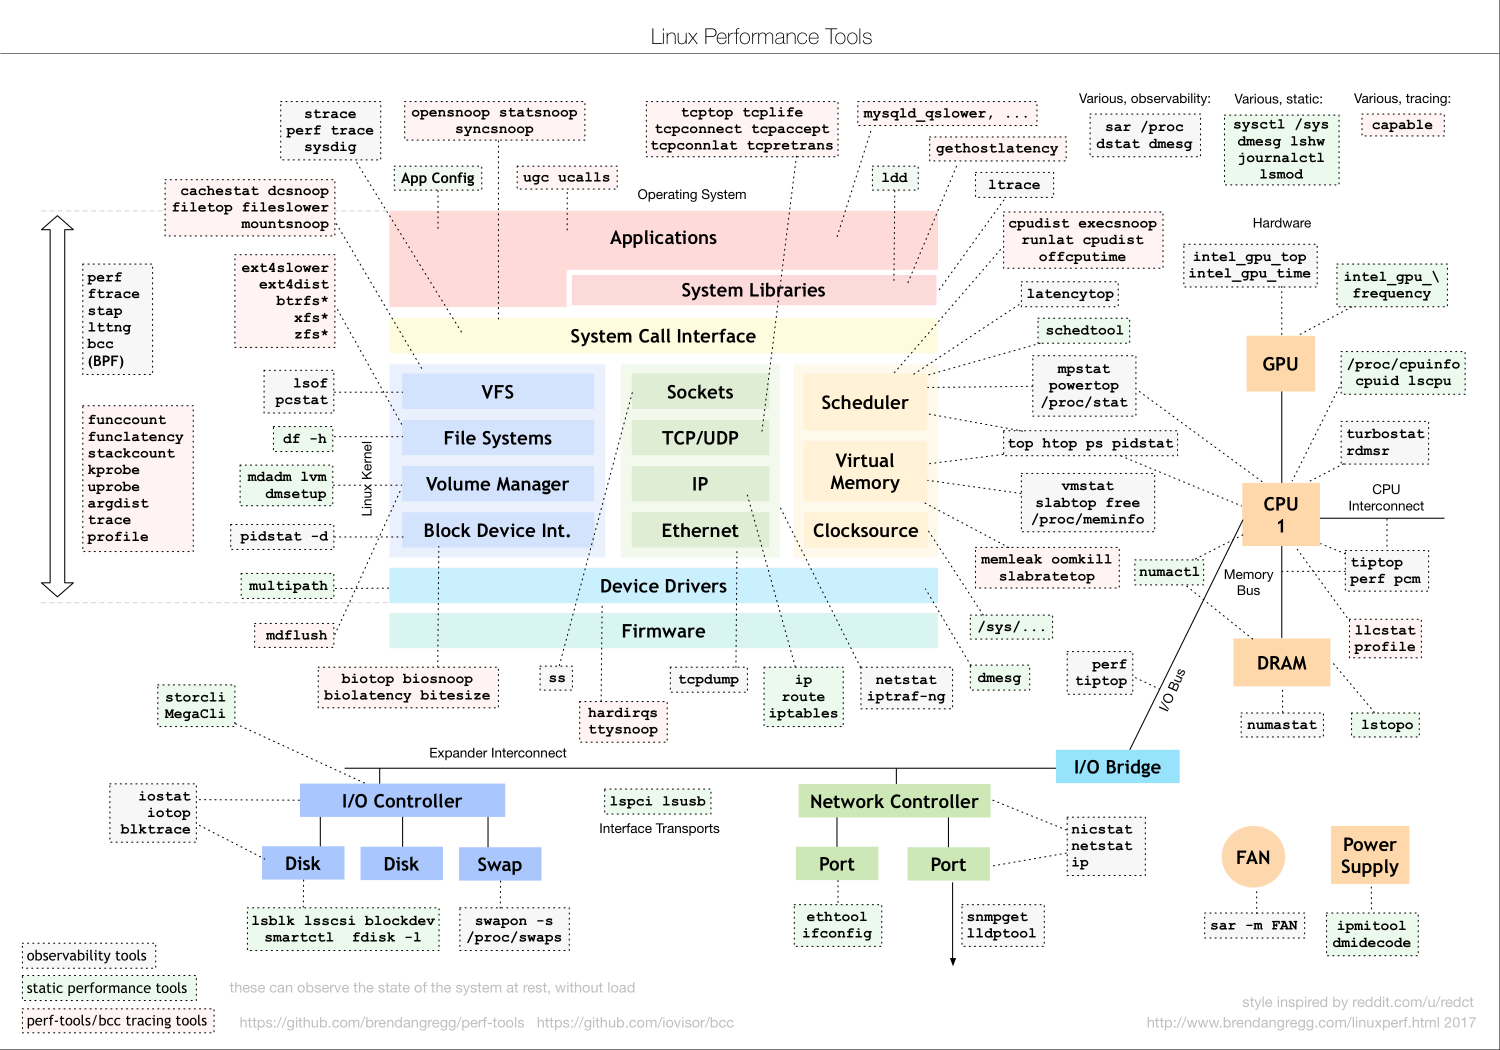 Linux Performance Tools
strace
perf trace
sysdig
opensnoop statsnoop
syncsnoop
tcptop tcplife
tcpconnect tcpaccept
tcpconnlat tcpretrans
mysqld_qslower, ...
gethostlatency
Various, observability:
sar /proc
dstat dmesg
Various, static:
sysctl /sys
dmesg lshw
journalctl
lsmod
Various, tracing:
capable
App Config
ugc ucalls
Operating System
ldd
ltrace
cachestat dcsnoop
filetop fileslower
mountsnoop
Applications
System Libraries
System Call Interface
cpudist execsnoop
runlat cpudist
offcputime
Hardware
intel_gpu_top
intel_gpu_time
intel_gpu_\
frequency
perf
ftrace
stap
lttng
bcc
(BPF)
ext4slower
ext4dist
btrfs*
xfs*
zfs*
latencytop
schedtool
mpstat
powertop
/proc/stat
GPU
/proc/cpuinfo
cpuid lscpu
lsof
pcstat
VFS
Sockets
Scheduler
funccount
funclatency
stackcount
kprobe
uprobe
argdist
trace
profile
df -h
Linux Kernel
File Systems
TCP/UDP
top htop ps pidstat
turbostat
rdmsr
mdadm lvm
dmsetup
Volume Manager
IP
Virtual
Memory
vmstat
slabtop free
/proc/meminfo
CPU
1
CPU
Interconnect
pidstat -d
Block Device Int.
Ethernet
Clocksource
memleak oomkill
slabratetop
numactl
Memory
Bus
tiptop
perf pcm
multipath
Device Drivers
mdflush
Firmware
/sys/...
llcstat
profile
DRAM
biotop biosnoop
biolatency bitesize
ss
hardirqs
ttysnoop
tcpdump
ip
route
iptables
netstat
iptraf-ng
dmesg
perf
tiptop
I/O Bus
numastat
lstopo
storcli
MegaCli
Expander Interconnect
I/O Bridge
iostat
iotop
blktrace
I/O Controller
lspci lsusb
Interface Transports
Network Controller
nicstat
netstat
ip
Disk
Disk
Swap
Port
Port
FAN
Power
Supply
lsblk lsscsi blockdev
smartctl  fdisk -l
swapon -s
/proc/swaps
ethtool
ifconfig
snmpget
lldptool
sar -m FAN
ipmitool
dmidecode
observability tools
static performance tools
these can observe the state of the system at rest, without load
perf-tools/bcc tracing tools
https://github.com/brendangregg/perf-tools   https://github.com/iovisor/bcc
style inspired by reddit.com/u/redct
http://www.brendangregg.com/linuxperf.html 2017